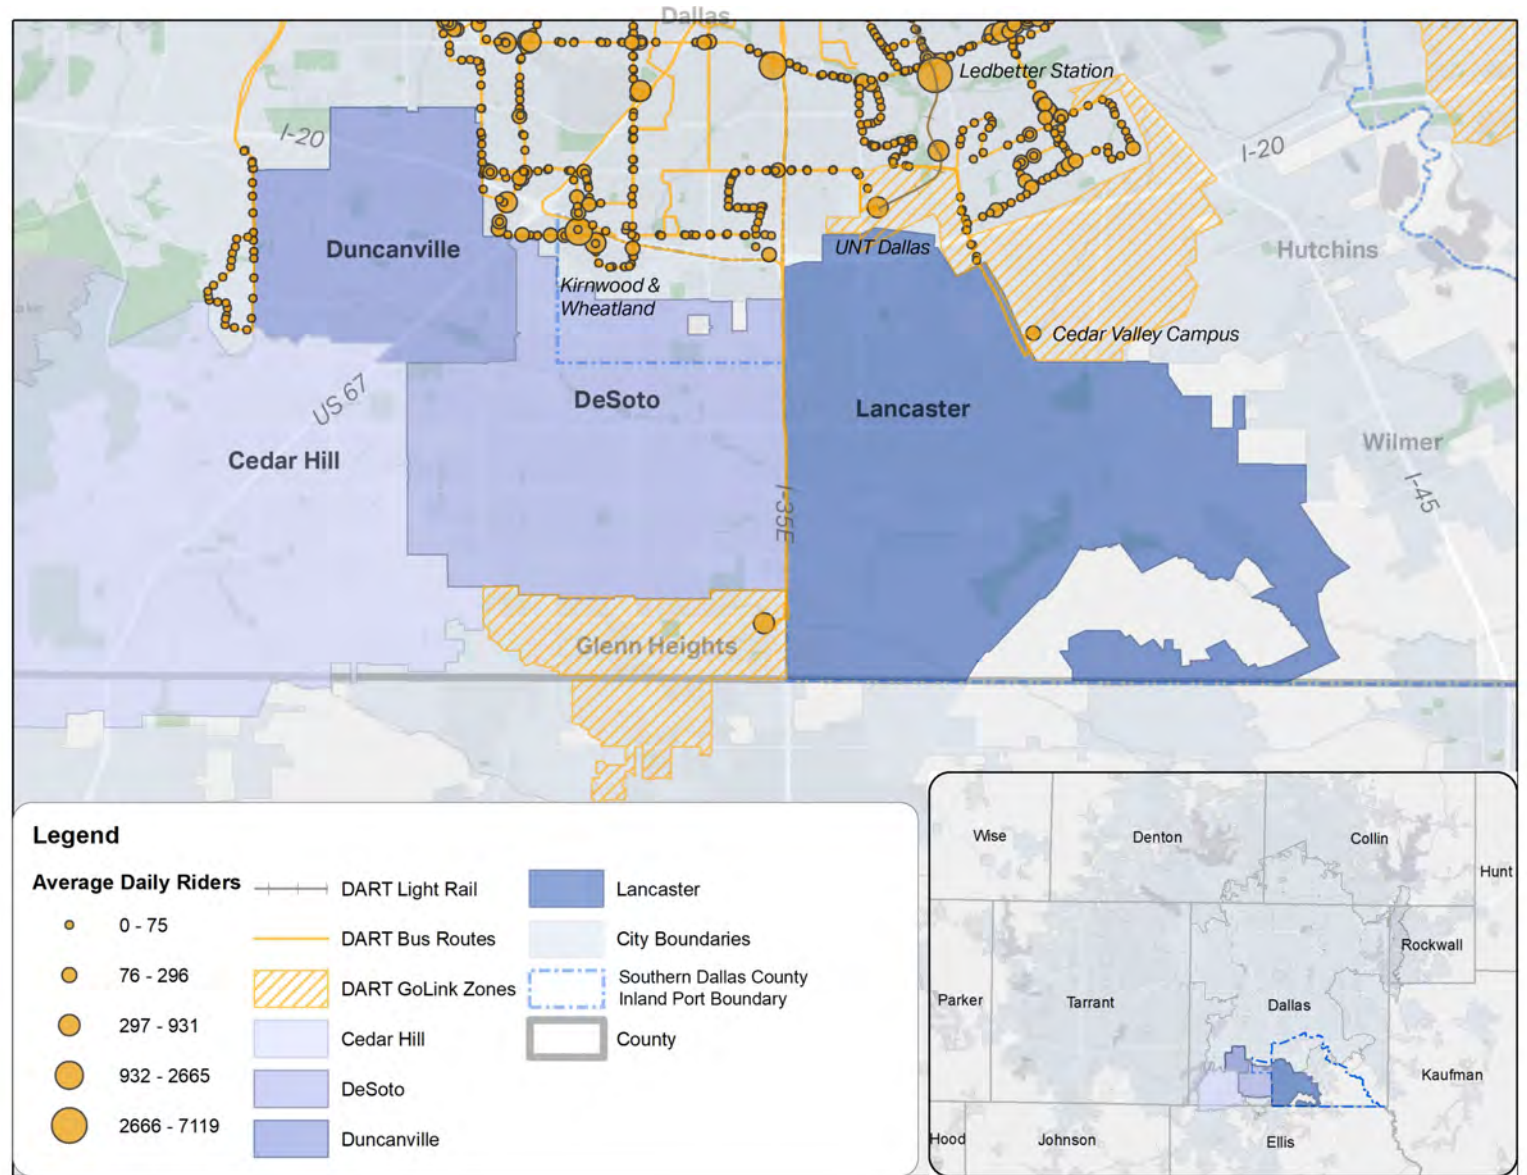 Dallas
Ledbetter Station
I-20
I-20
Duncanville
UNT Dallas
Hutchins
Kirnwood &
Wheatland
Cedar Valley Campus
US 67
DeSoto
Lancaster
Cedar Hill
Wilmer
I-45
I-35E
Glenn Heights
Legend
Average Daily Riders
0 - 75
76 - 296
297 - 931
932 - 2665
2666 - 7119
DART Light Rail
DART Bus Routes
DART GoLink Zones
Cedar Hill
DeSoto
Duncanville
Lancaster
City Boundaries
Southern Dallas County
Inland Port Boundary
County
Wise
Denton
Collin
Hunt
Rockwall
Parker
Tarrant
Dallas
Kaufman
Hood
Johnson
Ellis